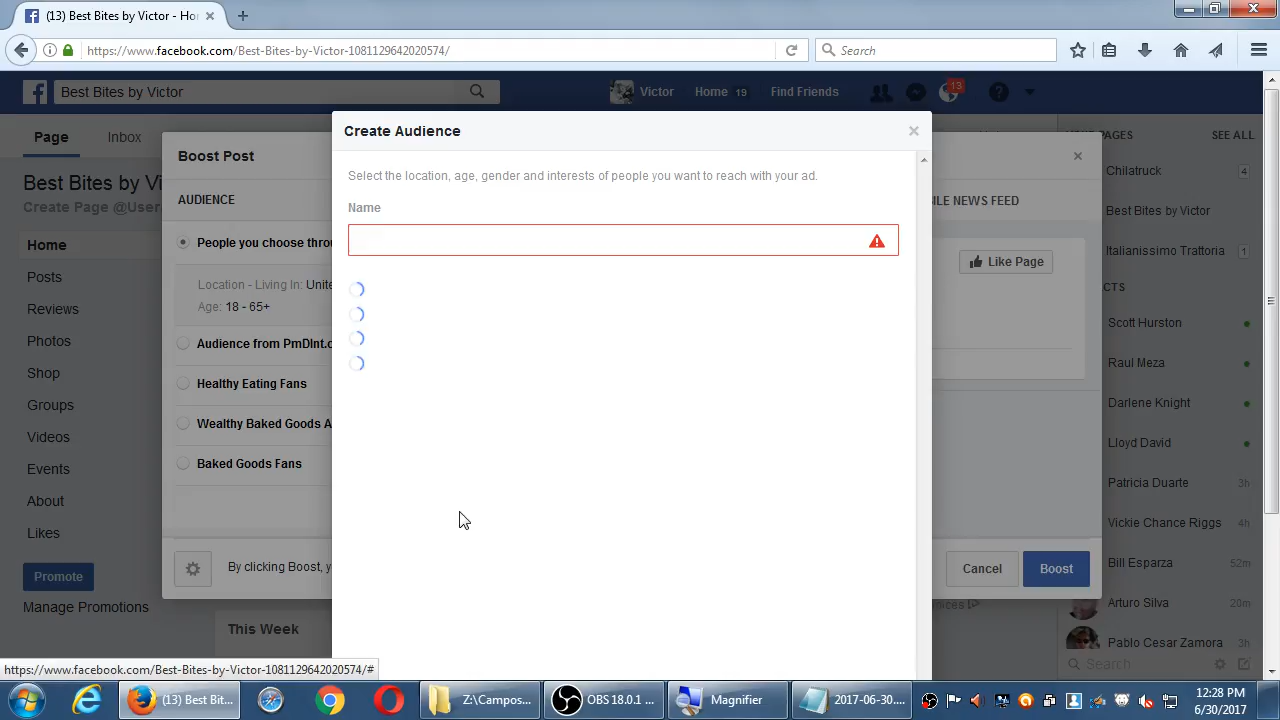 (13) Best Bites by Victor - Ho
https://www.facebook.com/Best-Bites-by-Victor-1081129642020574/
Search
Best Bites by Victor
Victor
Home 19
Find Friends
13
Page
Inbox
PAGES
SEE ALL
Create Audience
Boost Post
Best Bites by Vi
Create Page @User
AUDIENCE
Select the location, age, gender and interests of people you want to reach with your ad.
Name
ILE NEWS FEED
Chilatruck
4
Best Bites by Victor
Italianissimo Trattoria
1
CTS
Home
Posts
Reviews
Photos
Shop
Groups
Videos
Events
About
Likes
Promote
Manage Promotions
People you choose throu
Location - Living In: Unite
Age: 18 - 65+
Audience from PmDInt.c
Healthy Eating Fans
Wealthy Baked Goods A
Baked Goods Fans
By clicking Boost, y
Like Page
Cancel
Boost
This Week
Scott Hurston
Raul Meza
Darlene Knight
Lloyd David
Patricia Duarte 3h
Vickie Chance Riggs 4h
Bill Esparza 52m
Arturo Silva 20m
Pablo Cesar Zamora 3h
Search
https://www.facebook.com/Best-Bites-by-Victor-1081129642020574/#
(13) Best Bit...
Z:\Campos...
OBS 18.0.1 ...
Magnifier
2017-06-30....
12:28 PM
6/30/2017